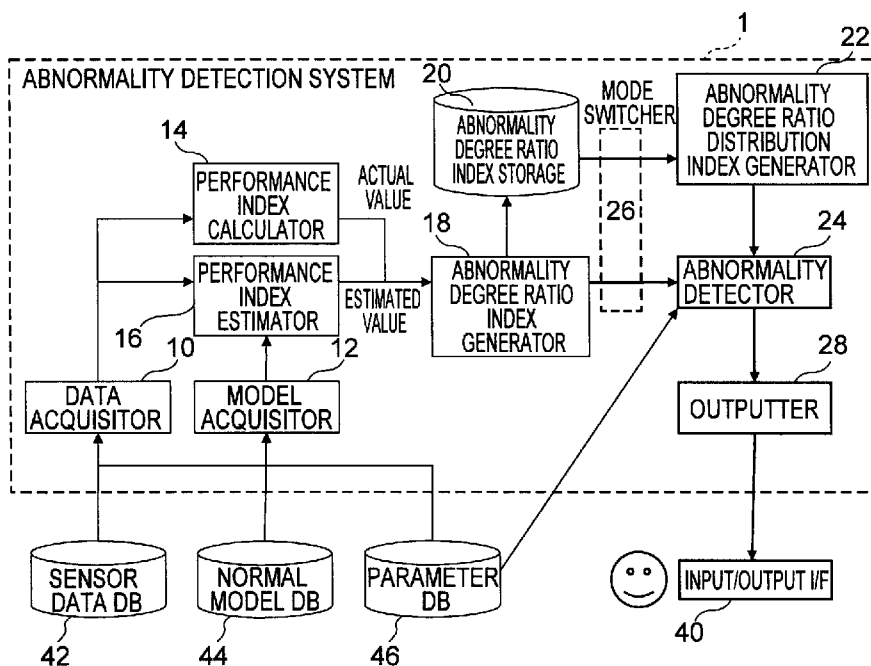 1
22
ABNORMALITY DETECTION SYSTEM
20
MODE
SWITCHER
ABNORMALITY
DEGREE RATIO
DISTRIBUTION
INDEX GENERATOR
ABNORMALITY
DEGREE RATIO
INDEX STORAGE
14
PERFORMANCE
INDEX
CALCULATOR
ACTUAL
VALUE
26
18
24
PERFORMANCE
INDEX
ESTIMATOR
16
ESTIMATED
VALUE
ABNORMALITY
DEGREE RATIO
INDEX
GENERATOR
ABNORMALITY
DETECTOR
10
12
28
DATA
ACQUISITOR
MODEL
ACQUISITOR
OUTPUTTER
SENSOR
DATA DB
NORMAL
MODEL DB
PARAMETER
DB
INPUT/OUTPUT I/F
42
44
46
40